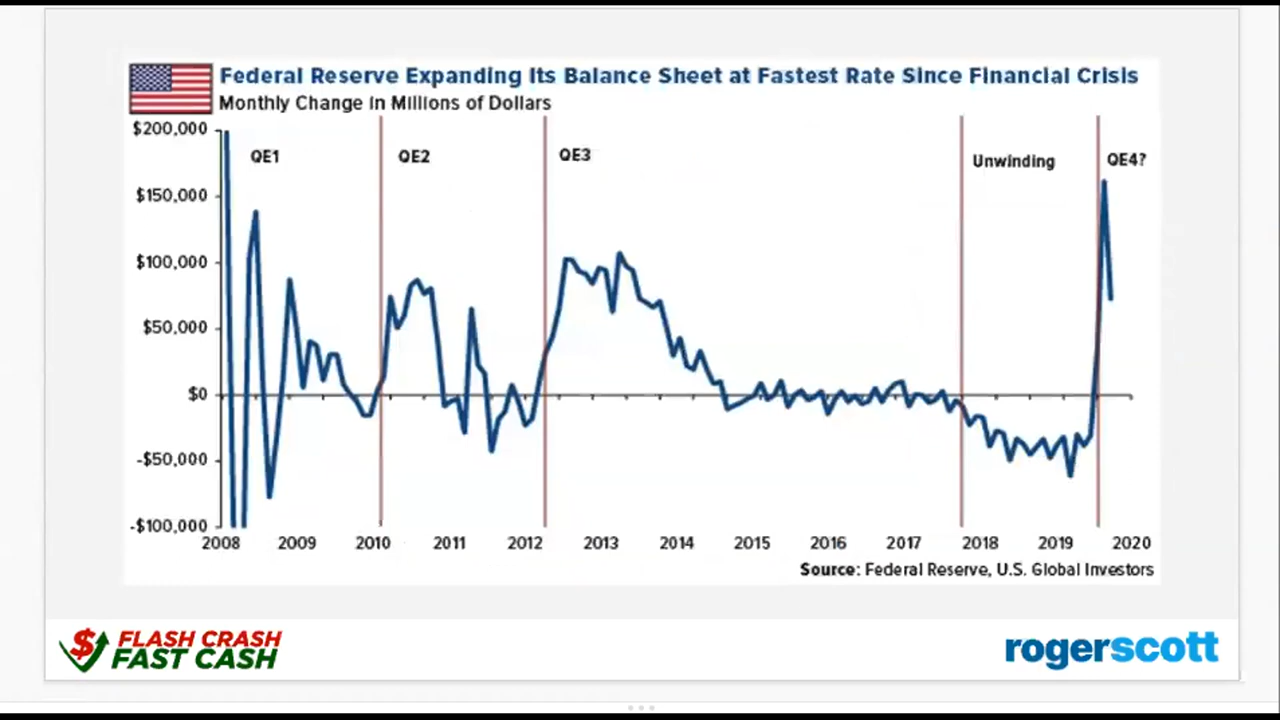 Federal Reserve Expanding Its Balance Sheet at Fastest Rate Since Financial Crisis
Monthly Change In Millions of Dollars
$200,000
$150,000
$100,000
$50,000
$0
-$50,000
-$100,000
QE1
QE2
QE3
Unwinding
QE4?
2008 2009 2010 2011 2012 2013 2014 2015 2016 2017 2018 2019 2020
Source: Federal Reserve, U.S. Global Investors
$ FLASH CRASH
FAST CASH
rogerscott